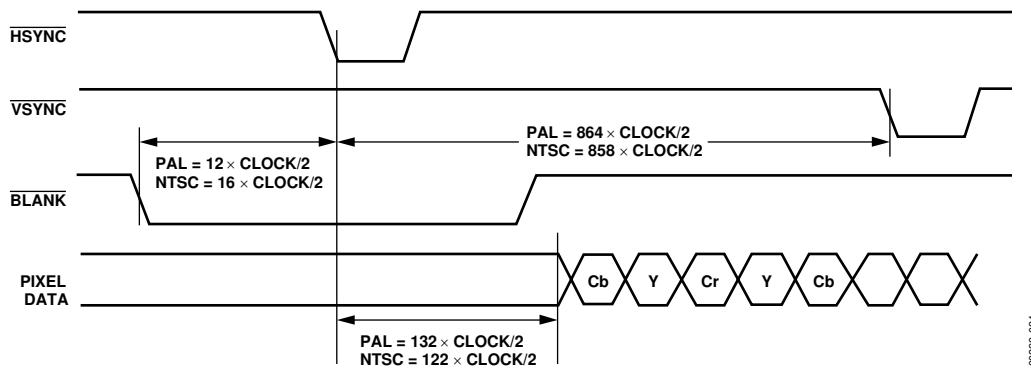 HSYNC
VSYNC
PAL = 864 × CLOCK/2
NTSC = 858 × CLOCK/2
PAL = 12 × CLOCK/2
NTSC = 16 × CLOCK/2
BLANK
PIXEL
DATA
Cb Y Cr Y Cb
PAL = 132 × CLOCK/2
NTSC = 122 × CLOCK/2